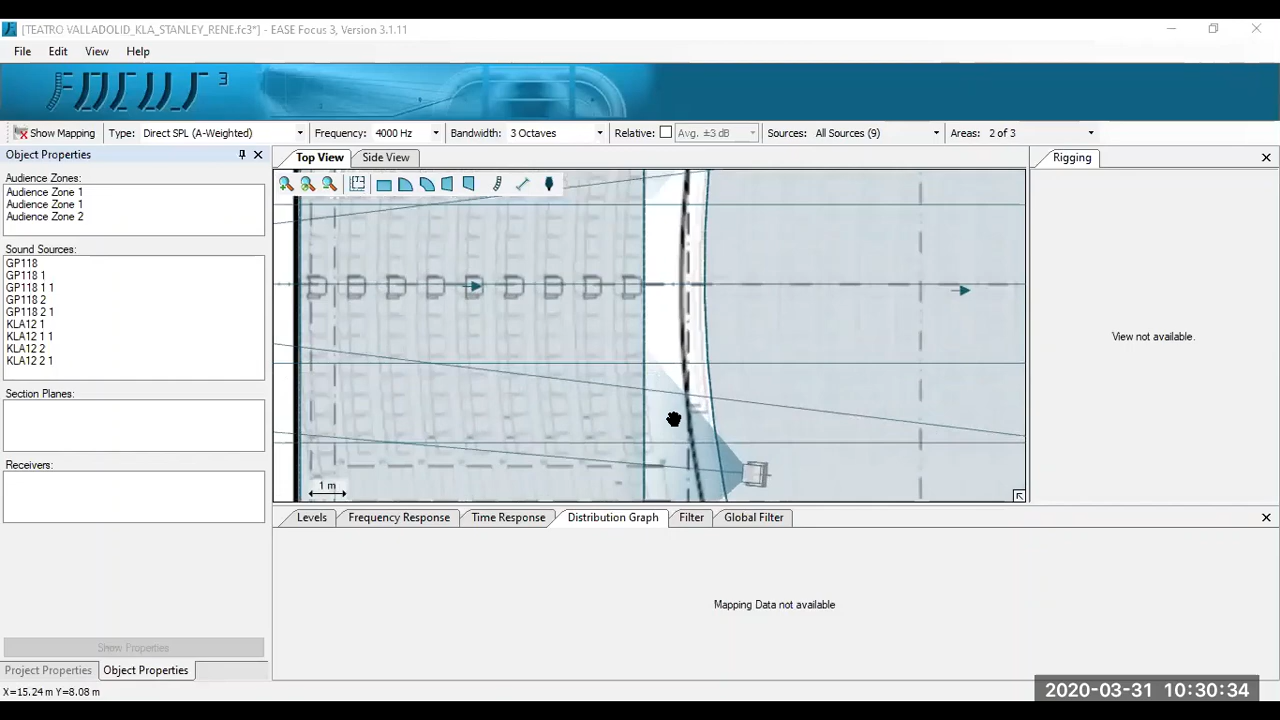 [TEATRO VALLADOLID_KLA_STANLEY_RENE.fc3*] - EASE Focus 3, Version 3.1.11
File Edit View Help
FOCUS 3
Show Mapping Type: Direct SPL (A-Weighted) Frequency: 4000 Hz Bandwidth: 3 Octaves Relative: Avg. ±3 dB Sources: All Sources (9) Areas: 2 of 3
Object Properties
Top View Side View
Rigging
Audience Zones:
Audience Zone 1
Audience Zone 1
Audience Zone 2
Sound Sources:
GP118
GP118 1
GP118 1 1
GP118 2
GP118 2 1
KLA12 1
KLA12 1 1
KLA12 2
KLA12 2 1
View not available.
Section Planes:
Receivers:
1 m
Levels Frequency Response Time Response Distribution Graph Filter Global Filter
Mapping Data not available
Show Properties
Project Properties Object Properties
X=15.24 m Y=8.08 m
2020-03-31 10:30:34